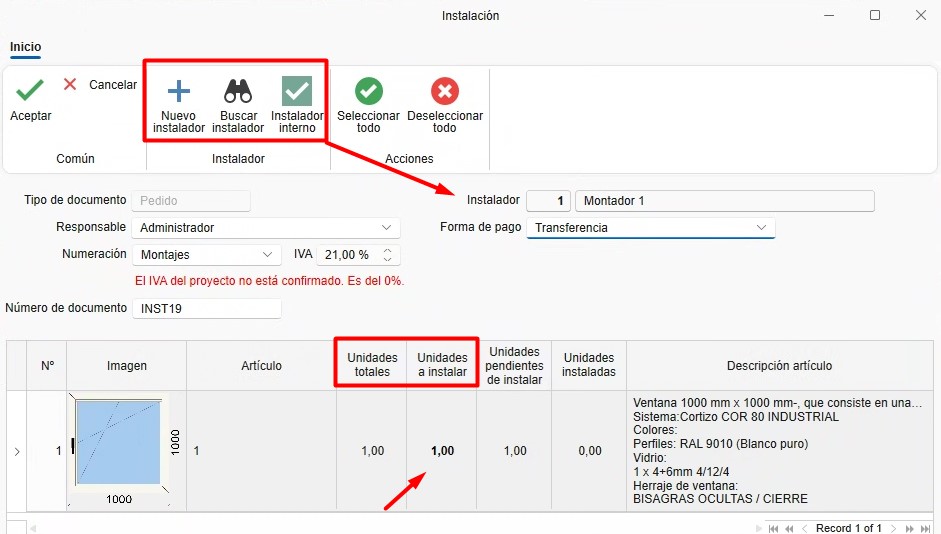 Instalación
Inicio
Aceptar
Cancelar
Nuevo instalador
Buscar instalador
Instalador interno
Seleccionar todo
Deseleccionar todo
Común
Instalador
Acciones
Tipo de documento Pedido
Instalador 1 Montador 1
Responsable Administrador
Forma de pago Transferencia
Numeración Montajes IVA 21,00 %
El IVA del proyecto no está confirmado. Es del 0%.
Número de documento INST19
Nº Imagen Artículo Unidades totales Unidades a instalar Unidades pendientes de instalar Unidades instaladas Descripción artículo
1 1 1,00 1,00 1,00 0,00
1000
1000
Ventana 1000 mm x 1000 mm-, que consiste en una...
Sistema:Cortizo COR 80 INDUSTRIAL
Colores:
Perfiles: RAL 9010 (Blanco puro)
Vidrio:
1 x 4+6mm 4/12/4
Herraje de ventana:
BISAGRAS OCULTAS / CIERRE
Record 1 of 1